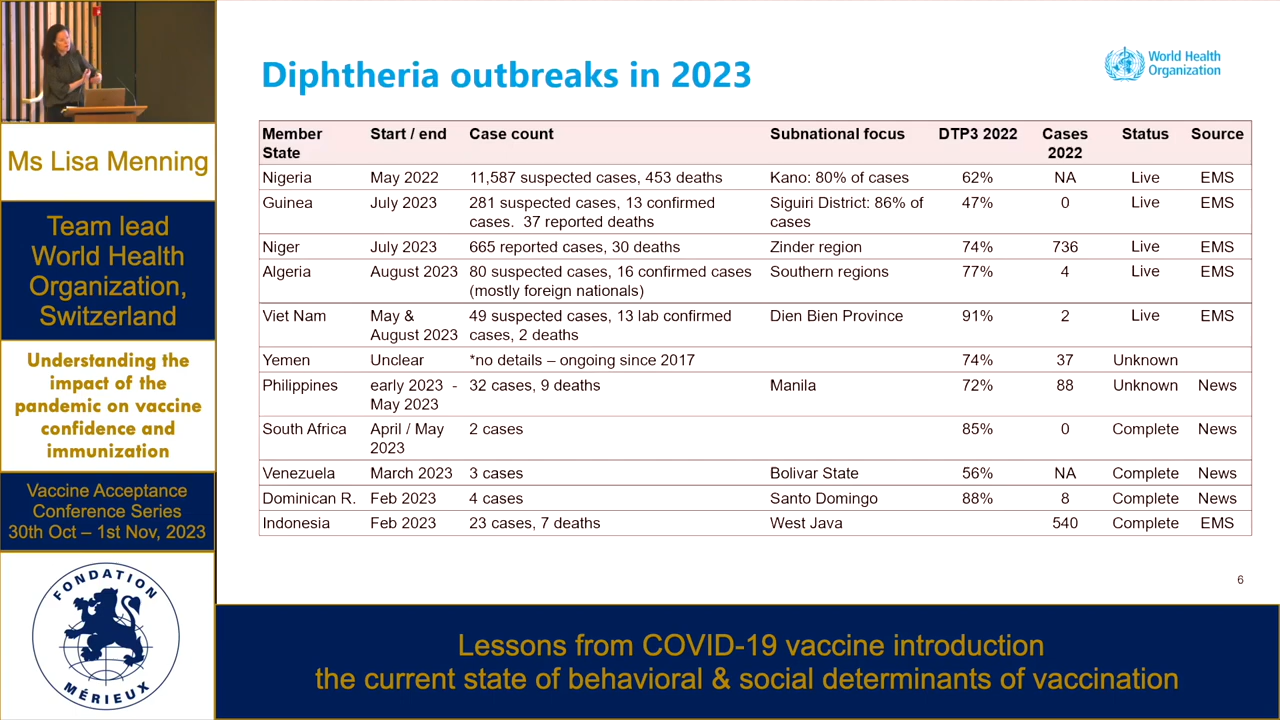 Ms Lisa Menning
Team lead
World Health
Organization,
Switzerland
Understanding the
impact of the
pandemic on vaccine
confidence and
immunization
Vaccine Acceptance
Conference Series
30th Oct – 1st Nov, 2023
FONDATION
MÉRIEUX
Diphtheria outbreaks in 2023
World Health
Organization
Member State | Start / end | Case count | Subnational focus | DTP3 2022 | Cases 2022 | Status | Source
Nigeria | May 2022 | 11,587 suspected cases, 453 deaths | Kano: 80% of cases | 62% | NA | Live | EMS
Guinea | July 2023 | 281 suspected cases, 13 confirmed cases. 37 reported deaths | Siguiri District: 86% of cases | 47% | 0 | Live | EMS
Niger | July 2023 | 665 reported cases, 30 deaths | Zinder region | 74% | 736 | Live | EMS
Algeria | August 2023 | 80 suspected cases, 16 confirmed cases (mostly foreign nationals) | Southern regions | 77% | 4 | Live | EMS
Viet Nam | May & August 2023 | 49 suspected cases, 13 lab confirmed cases, 2 deaths | Dien Bien Province | 91% | 2 | Live | EMS
Yemen | Unclear | *no details – ongoing since 2017 | | 74% | 37 | Unknown |
Philippines | early 2023 - May 2023 | 32 cases, 9 deaths | Manila | 72% | 88 | Unknown | News
South Africa | April / May 2023 | 2 cases | | 85% | 0 | Complete | News
Venezuela | March 2023 | 3 cases | Bolivar State | 56% | NA | Complete | News
Dominican R. | Feb 2023 | 4 cases | Santo Domingo | 88% | 8 | Complete | News
Indonesia | Feb 2023 | 23 cases, 7 deaths | West Java | | 540 | Complete | EMS
6
Lessons from COVID-19 vaccine introduction
the current state of behavioral & social determinants of vaccination